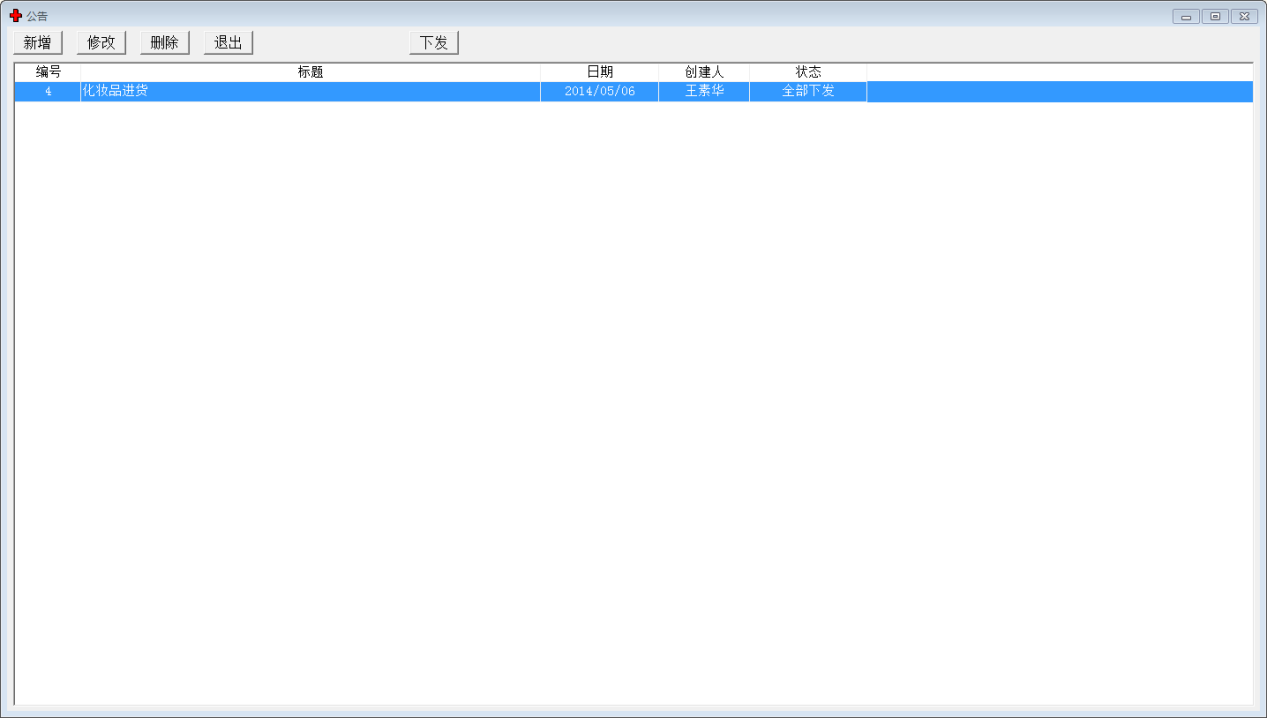 公告
新增 修改 删除 退出 下发
编号 标题 日期 创建人 状态
4 化妆品进货 2014/05/06 王素华 全部下发